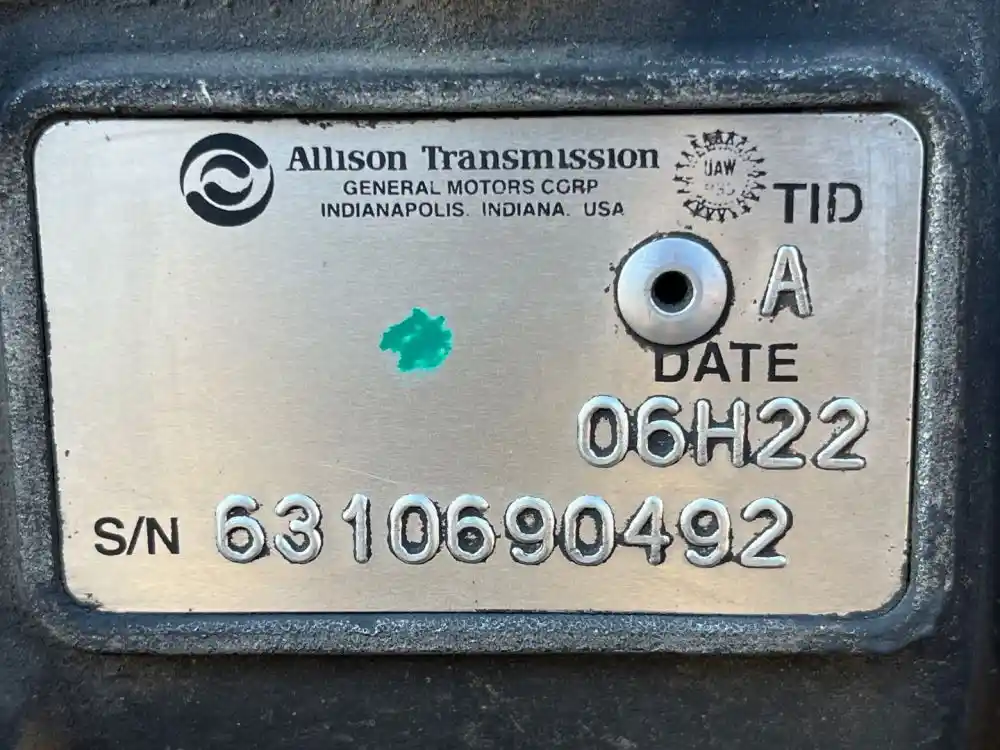 Allison Transmission
GENERAL MOTORS CORP
INDIANAPOLIS, INDIANA, USA
UAW
TID
A
DATE
06H22
S/N 6310690492